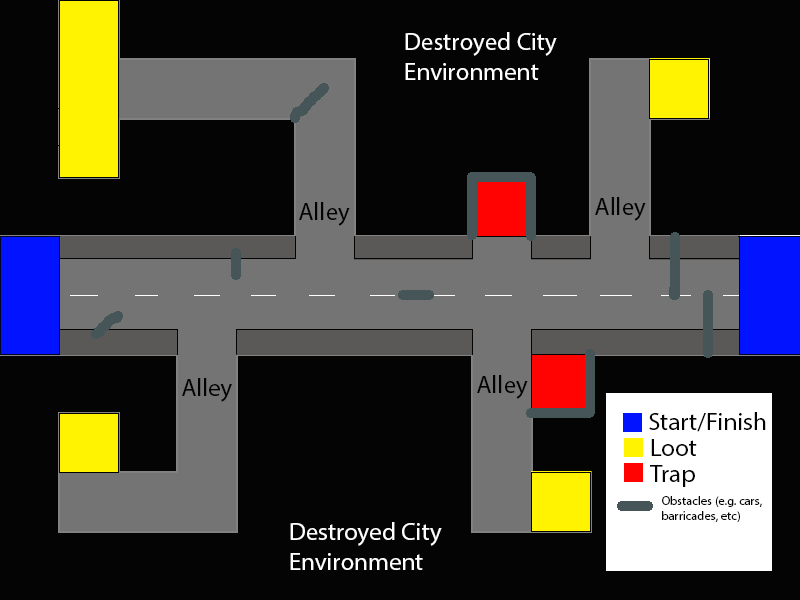 Destroyed City
Environment
Alley
Alley
Alley
Alley
Start/Finish
Loot
Trap
Obstacles (e.g. cars,
barricades, etc)
Destroyed City
Environment